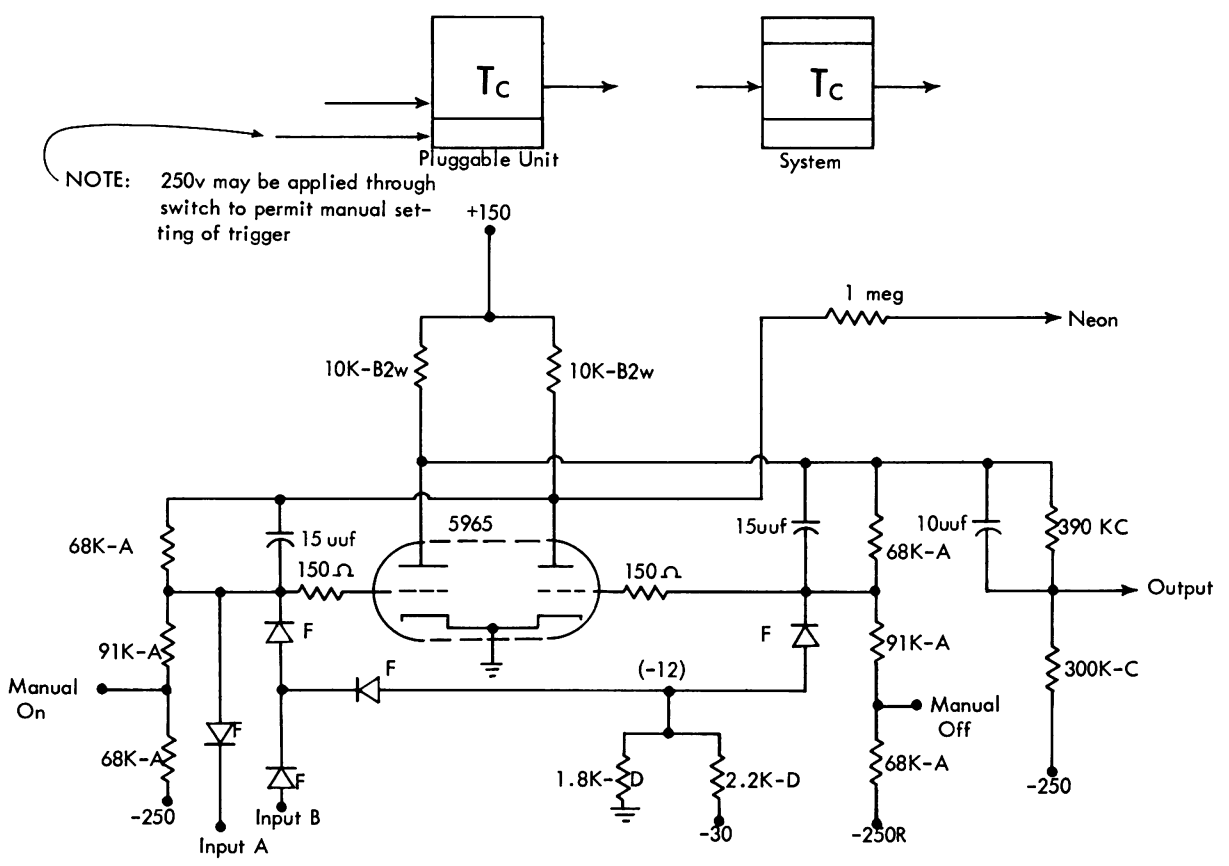 TC
TC
Pluggable Unit
System
NOTE: 250v may be applied through
switch to permit manual set-
ting of trigger
+150
1 meg
Neon
10K-B2w
10K-B2w
5965
68K-A
15 uuf
15uuf
68K-A
10uuf
390 KC
150Ω
150Ω
Output
F
F
91K-A
91K-A
F
(-12)
300K-C
Manual
On
Manual
Off
F
68K-A
F
1.8K-D
2.2K-D
68K-A
-250
-250
Input B
-30
-250R
Input A